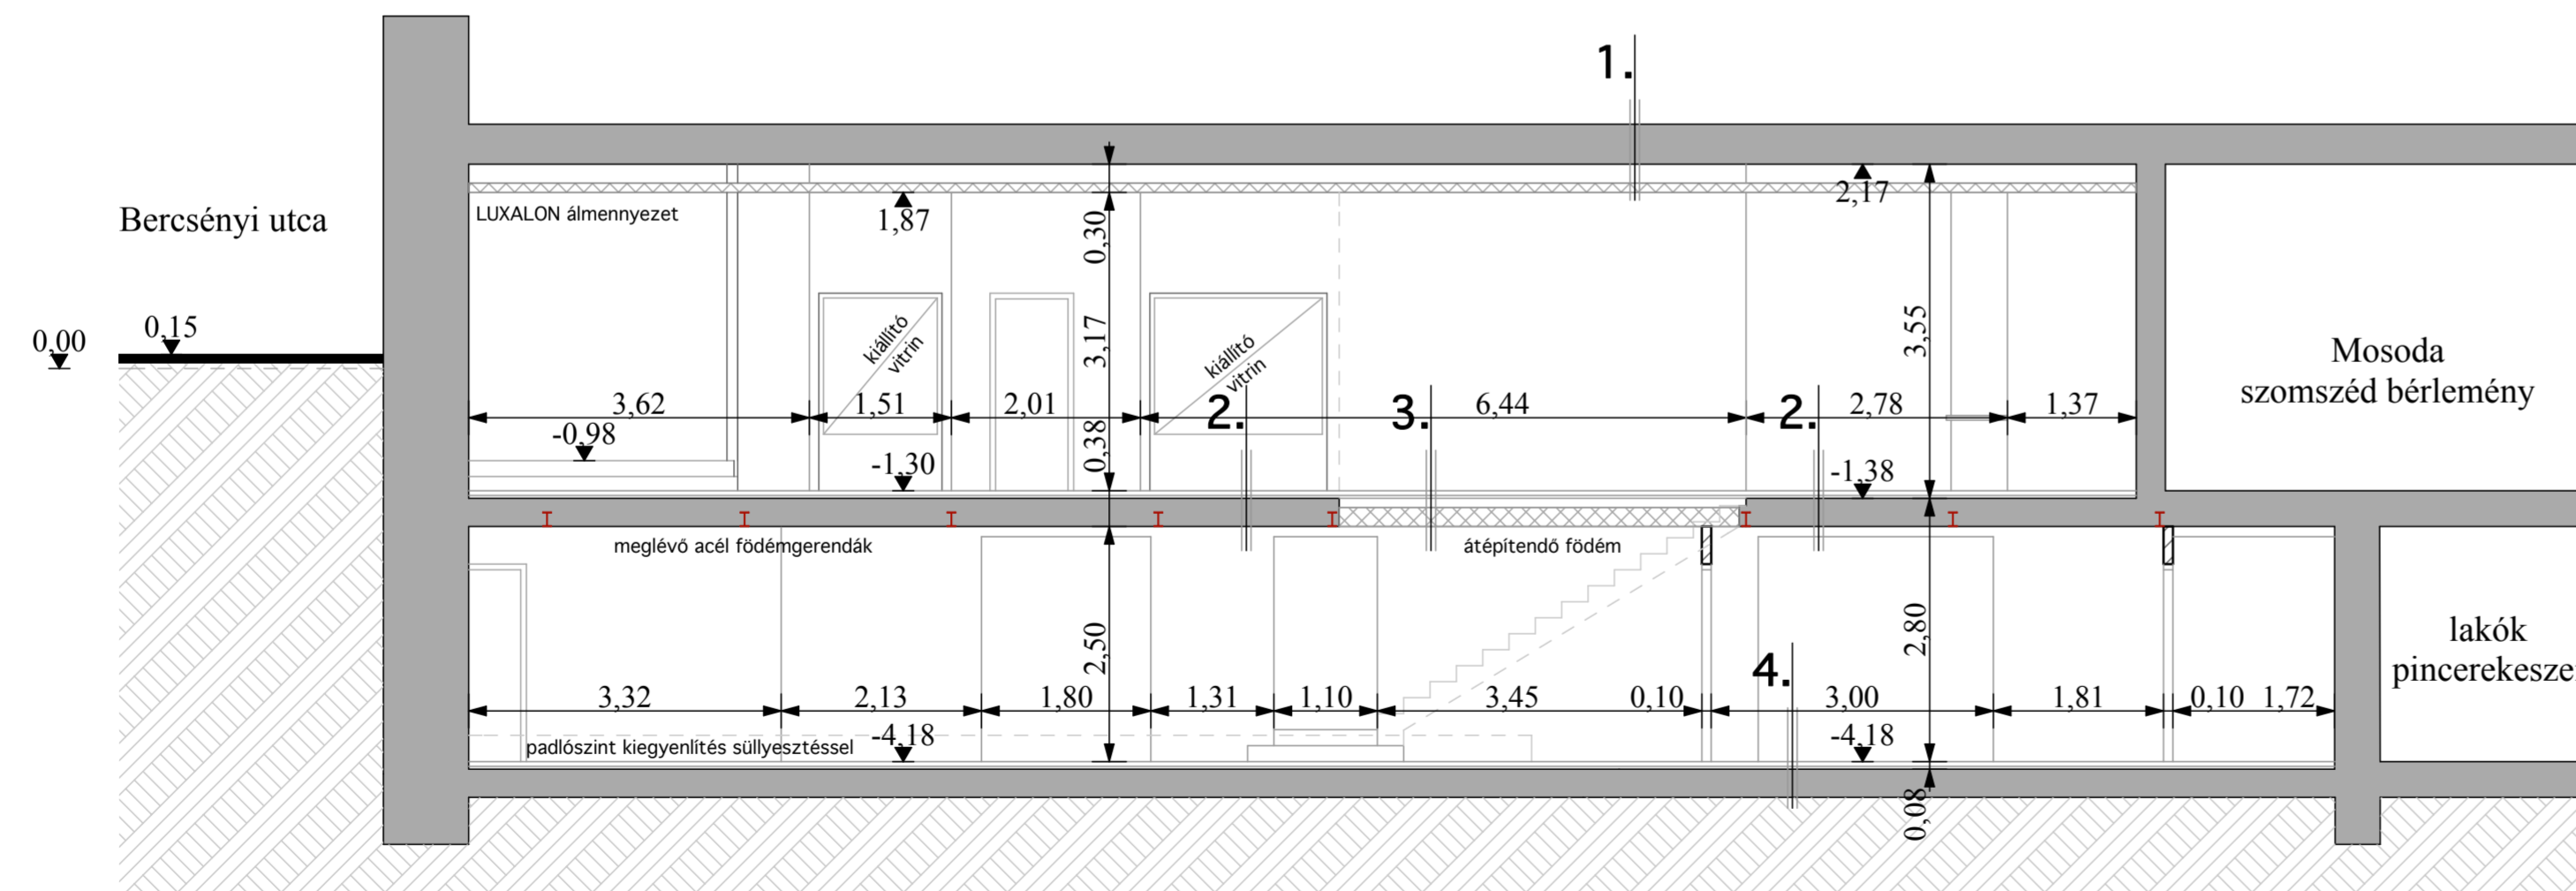 1.
2,17
LUXALON álmennyezet
1,87
Bercsényi utca
0,30
0,15
0,00
kiállító
vitrin
3,17
kiállító
vitrin
3,55
Mosoda
szomszéd bérlemény
3,62
1,51
2,01
2.
3.
6,44
2.
2,78
1,37
-0,98
0,38
-1,30
-1,38
meglévő acél födémgerendák
átépítendő födém
2,50
2,80
lakók
pincerekesze
4.
3,32
2,13
1,80
1,31
1,10
3,45
0,10
3,00
1,81
0,10
1,72
padlószint kiegyenlítés süllyesztéssel
-4,18
-4,18
0,08